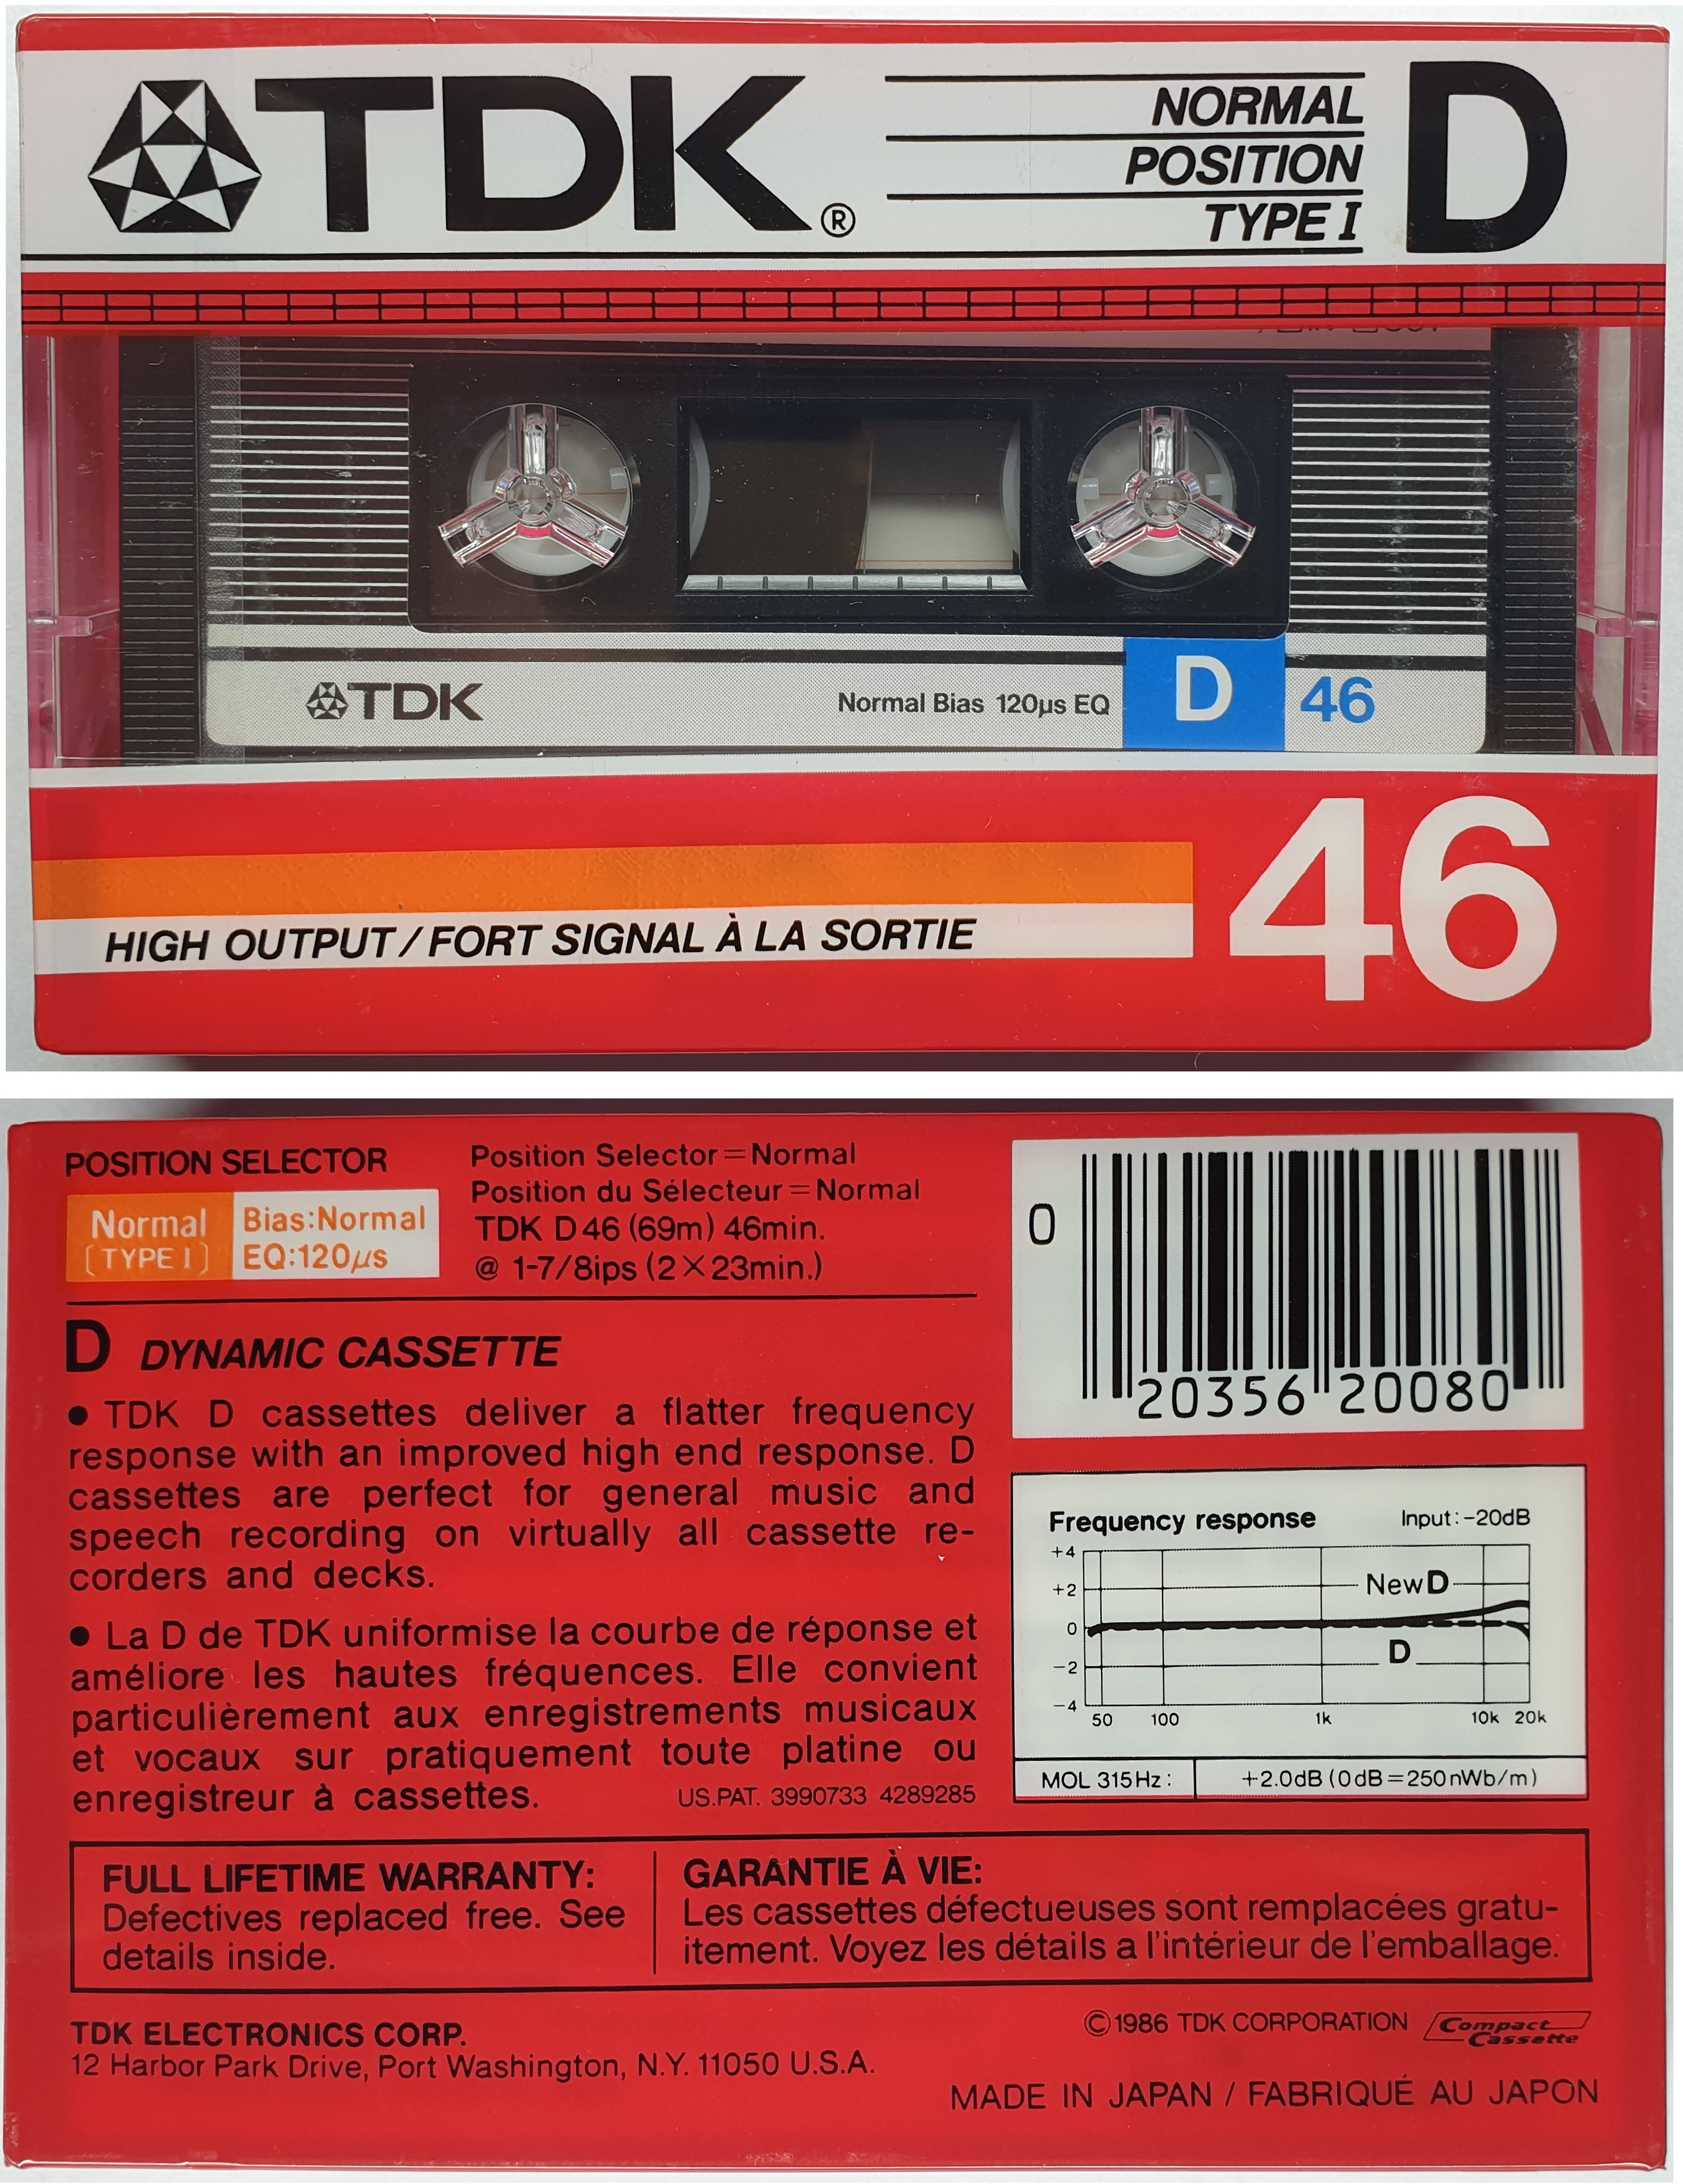 TDK®
NORMAL
POSITION
TYPE I
D
TDK
Normal Bias 120µs EQ
D
46
HIGH OUTPUT/FORT SIGNAL À LA SORTIE
46
POSITION SELECTOR
Normal
[TYPE I]
Bias:Normal
EQ:120µs
Position Selector=Normal
Position du Sélecteur=Normal
TDK D46 (69m) 46min.
@ 1-7/8ips (2×23min.)
0
20356 20080
D DYNAMIC CASSETTE
● TDK D cassettes deliver a flatter frequency
response with an improved high end response. D
cassettes are perfect for general music and
speech recording on virtually all cassette re-
corders and decks.
● La D de TDK uniformise la courbe de réponse et
améliore les hautes fréquences. Elle convient
particulièrement aux enregistrements musicaux
et vocaux sur pratiquement toute platine ou
enregistreur à cassettes.
US.PAT. 3990733 4289285
Frequency response Input:-20dB
+4
+2
0
-2
-4
New D
D
50 100 1k 10k 20k
MOL 315Hz: +2.0dB (0dB=250nWb/m)
FULL LIFETIME WARRANTY:
Defectives replaced free. See
details inside.
GARANTIE À VIE:
Les cassettes défectueuses sont remplacées gratu-
itement. Voyez les détails a l'intérieur de l'emballage.
TDK ELECTRONICS CORP.
12 Harbor Park Drive, Port Washington, N.Y. 11050 U.S.A.
©1986 TDK CORPORATION
Compact
Cassette
MADE IN JAPAN / FABRIQUÉ AU JAPON